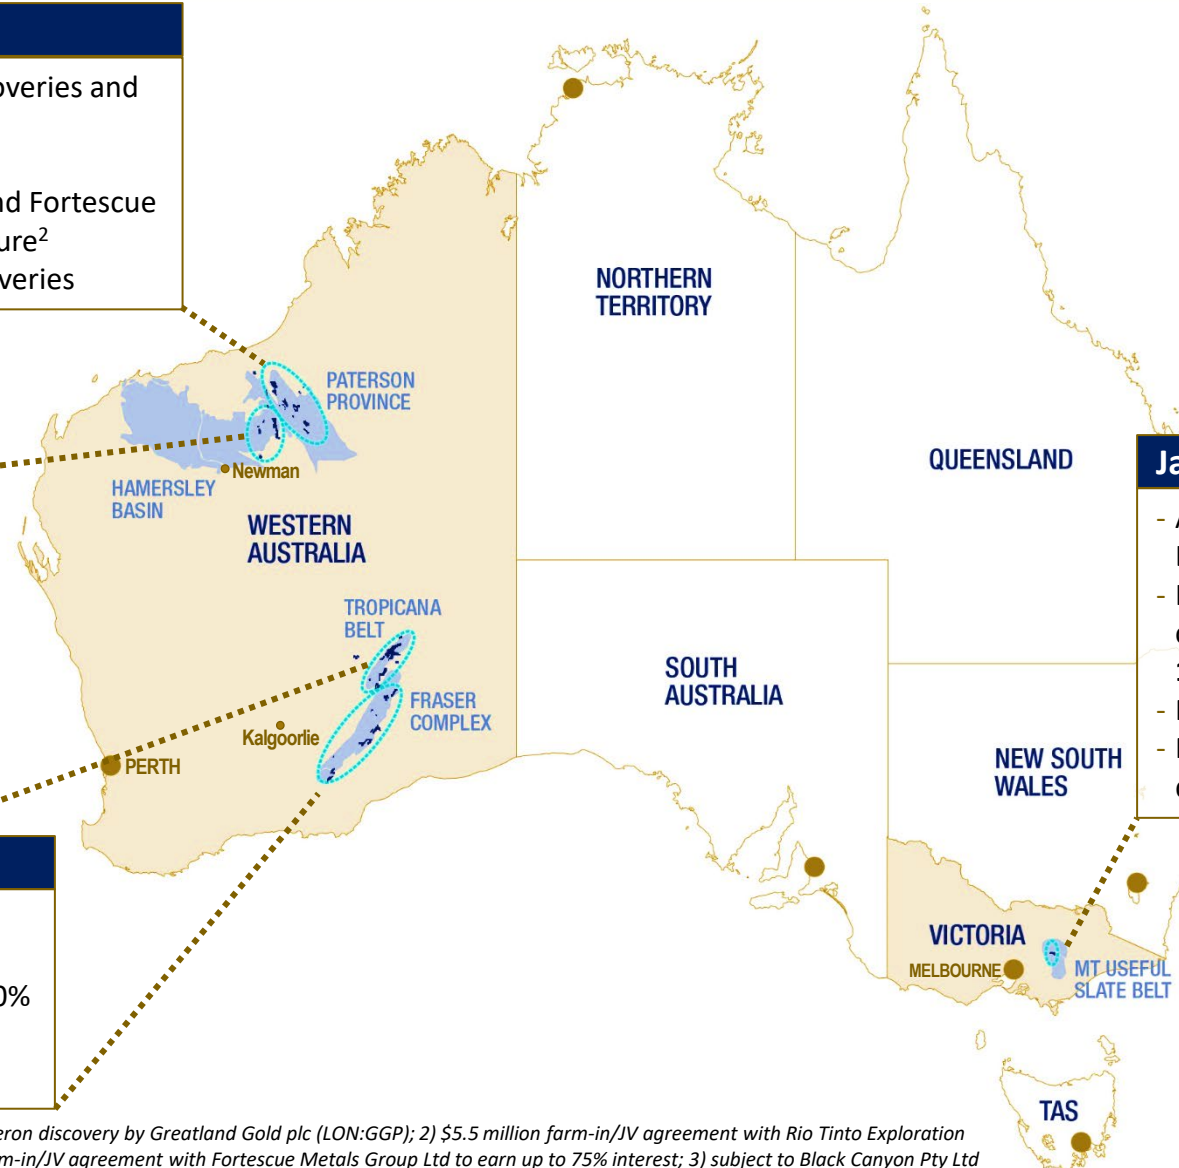 overies and
nd Fortescue
ure²
veries
NORTHERN
TERRITORY
PATERSON
PROVINCE
QUEENSLAND
Newman
HAMERSLEY
BASIN
WESTERN
AUSTRALIA
Ja
-
-
-
-
TROPICANA
BELT
SOUTH
AUSTRALIA
FRASER
COMPLEX
Kalgoorlie
PERTH
NEW SOUTH
WALES
0%
VICTORIA
MELBOURNE
MT USEFUL
SLATE BELT
TAS
eron discovery by Greatland Gold plc (LON:GGP); 2) $5.5 million farm-in/JV agreement with Rio Tinto Exploration
m-in/JV agreement with Fortescue Metals Group Ltd to earn up to 75% interest; 3) subject to Black Canyon Pty Ltd